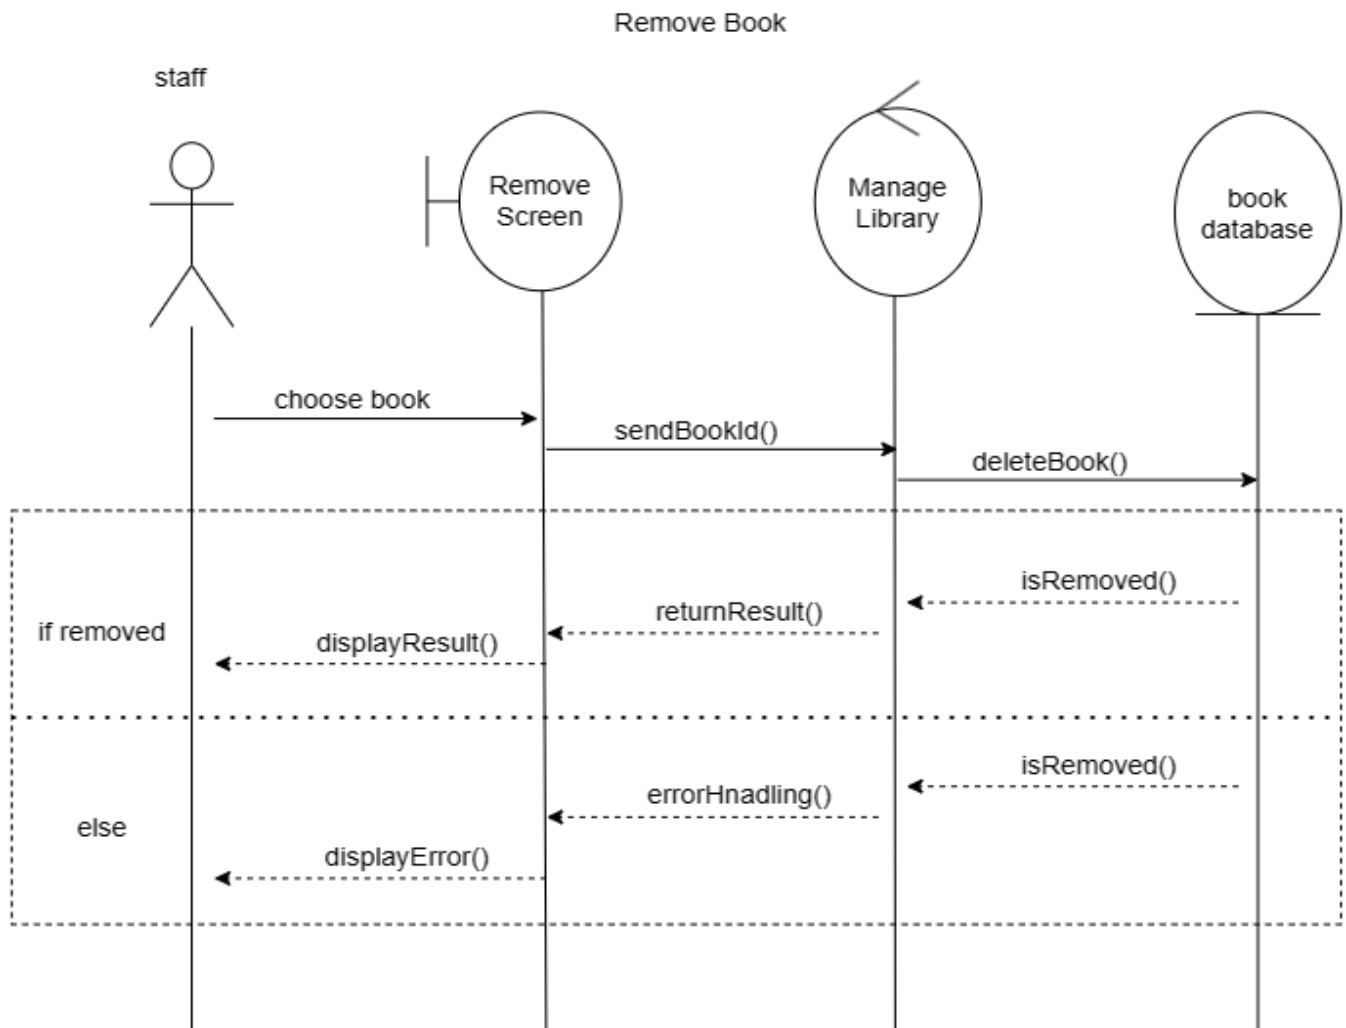 Remove Book
staff
Remove
Screen
Manage
Library
book
database
choose book
sendBookId()
deleteBook()
isRemoved()
returnResult()
if removed
displayResult()
isRemoved()
errorHnadling()
else
displayError()